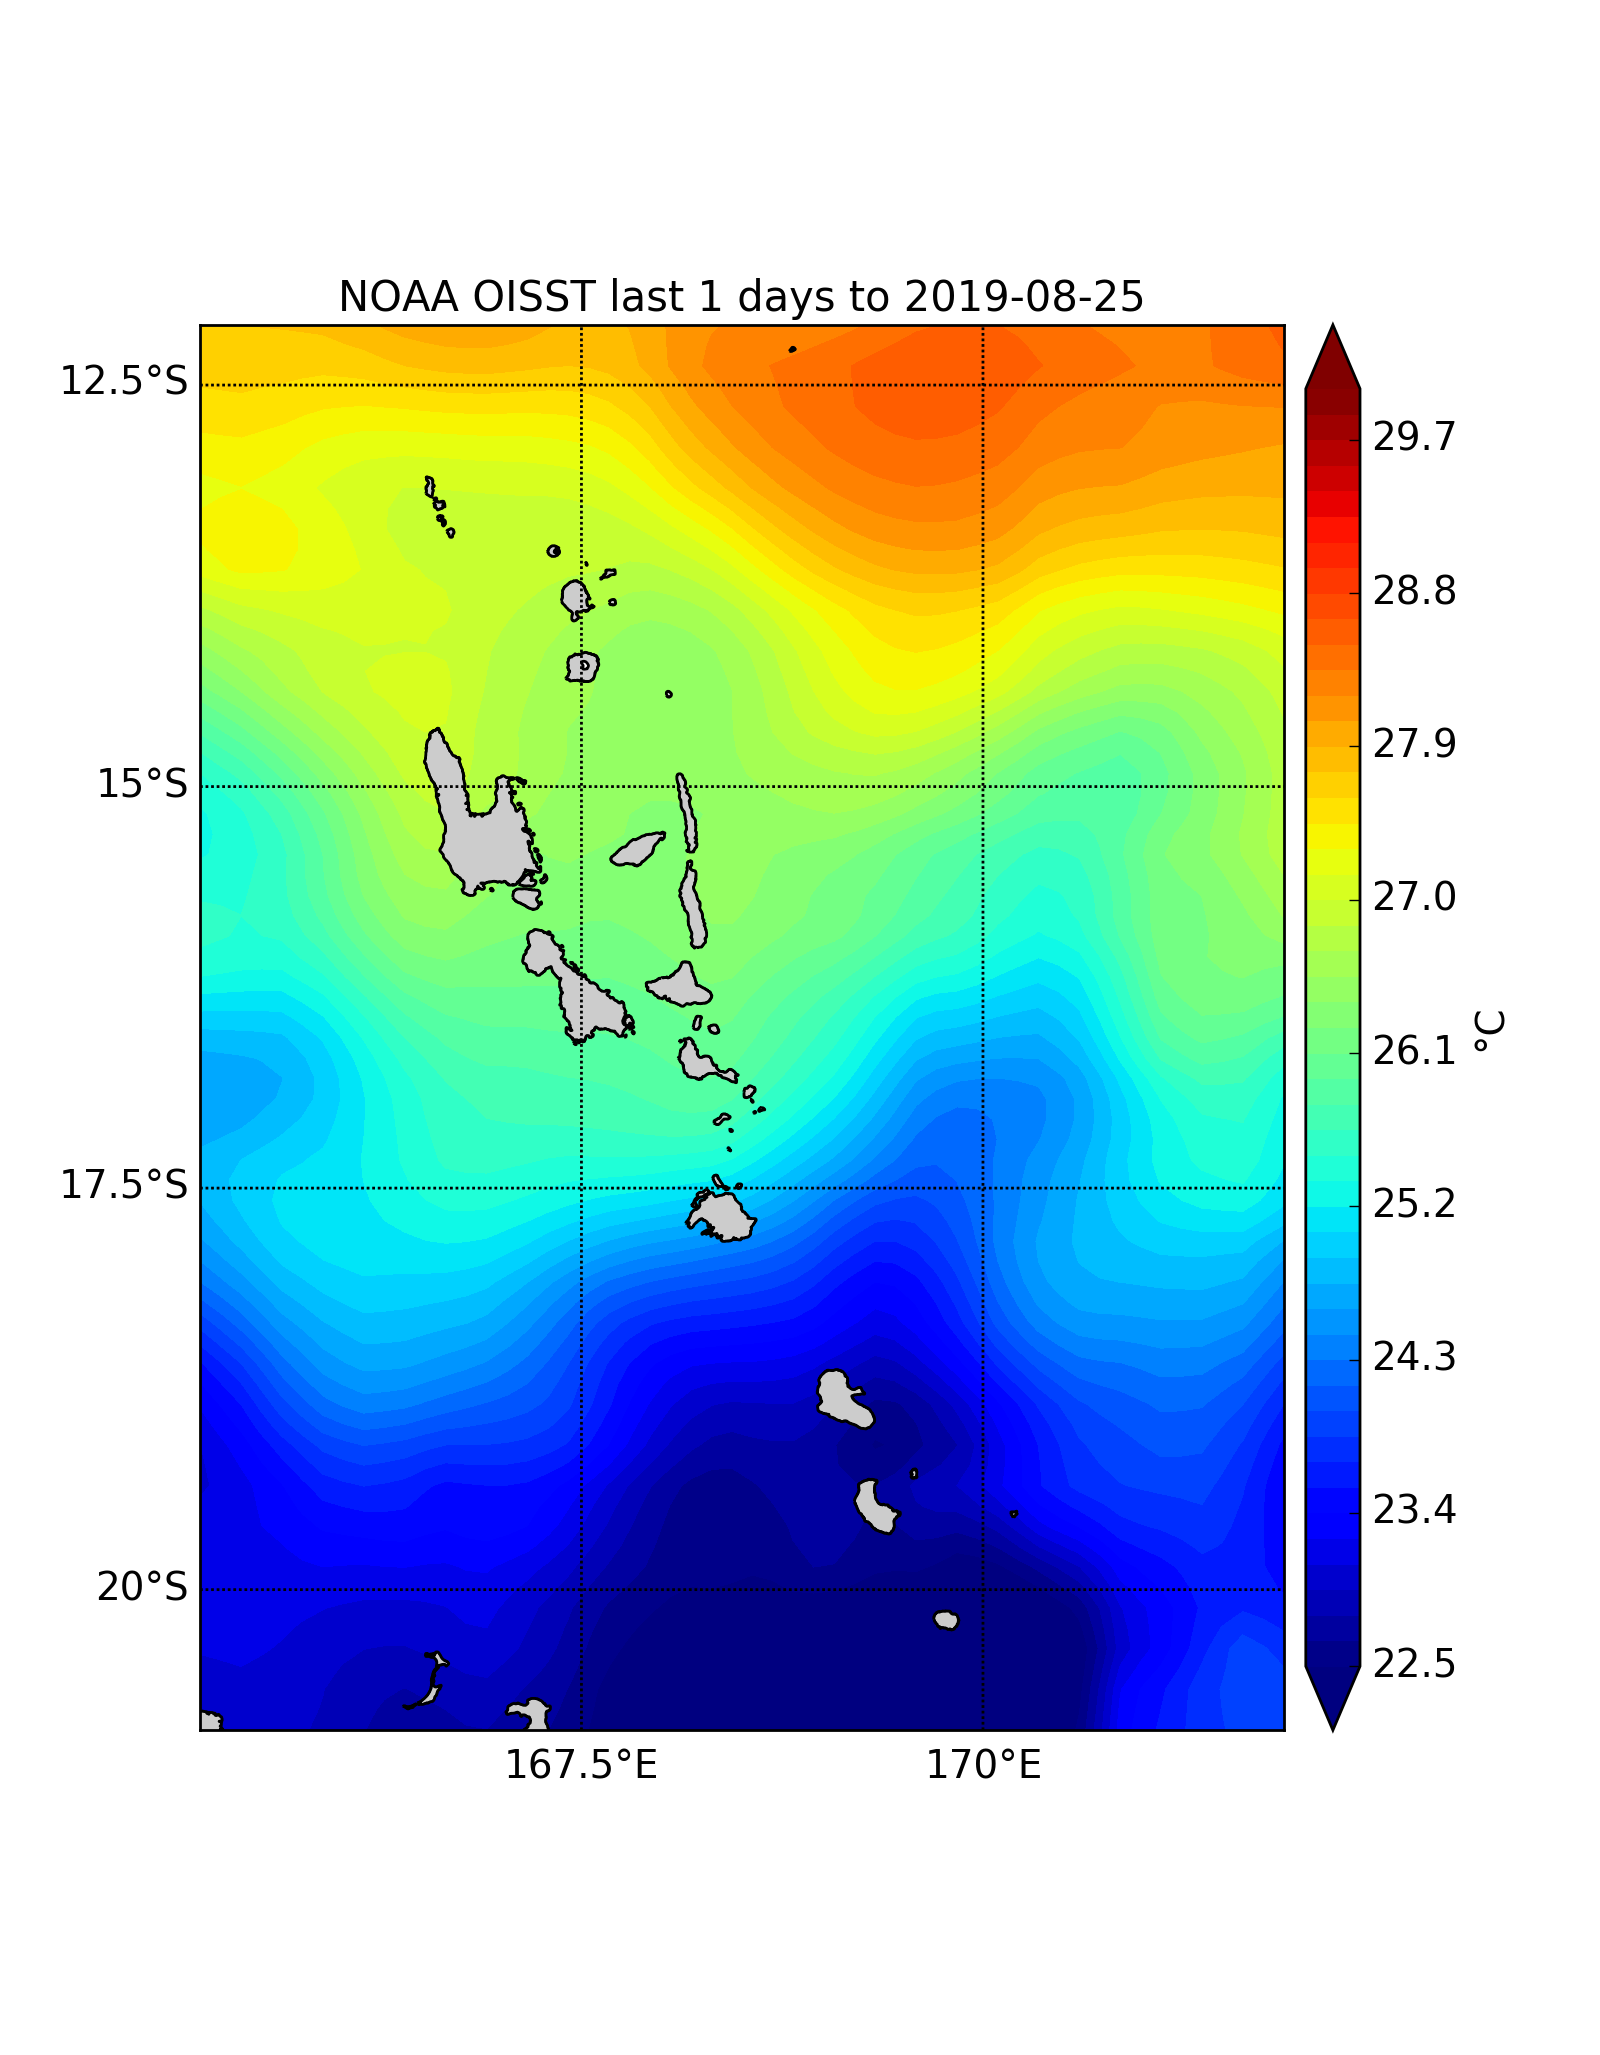 NOAA OISST last 1 days to 2019-08-25
12.5°S
15°S
17.5°S
20°S
167.5°E
170°E
29.7
28.8
27.9
27.0
26.1
25.2
24.3
23.4
22.5
°C